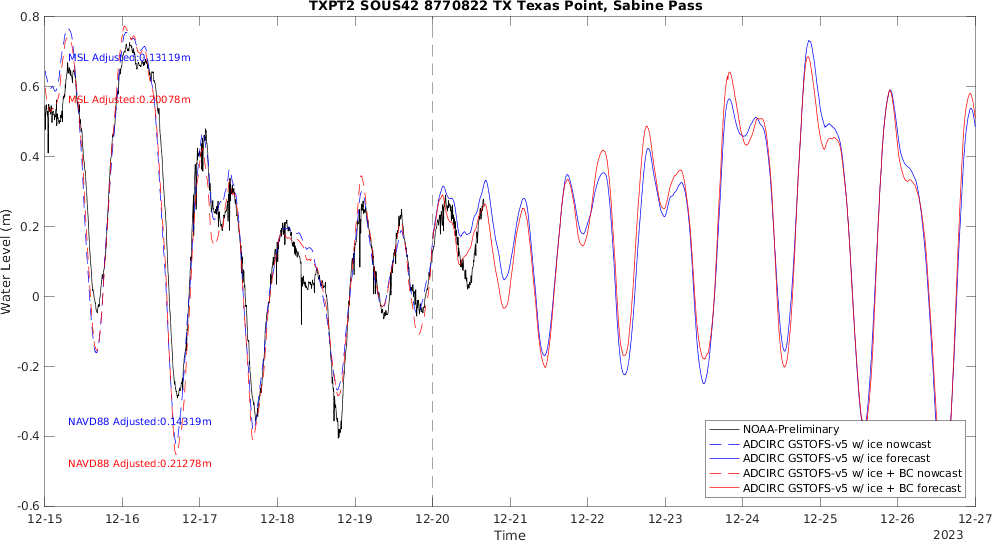 TXPT2 SOUS42 8770822 TX Texas Point, Sabine Pass
0.8
0.6
0.4
0.2
0
-0.2
-0.4
-0.6
Water Level (m)
MSL Adjusted:0.13119m
MSL Adjusted:0.20078m
NAVD88 Adjusted:0.14319m
NAVD88 Adjusted:0.21278m
NOAA-Preliminary
ADCIRC GSTOFS-v5 w/ ice nowcast
ADCIRC GSTOFS-v5 w/ ice forecast
ADCIRC GSTOFS-v5 w/ ice + BC nowcast
ADCIRC GSTOFS-v5 w/ ice + BC forecast
12-15 12-16 12-17 12-18 12-19 12-20 12-21 12-22 12-23 12-24 12-25 12-26 12-27
Time
2023